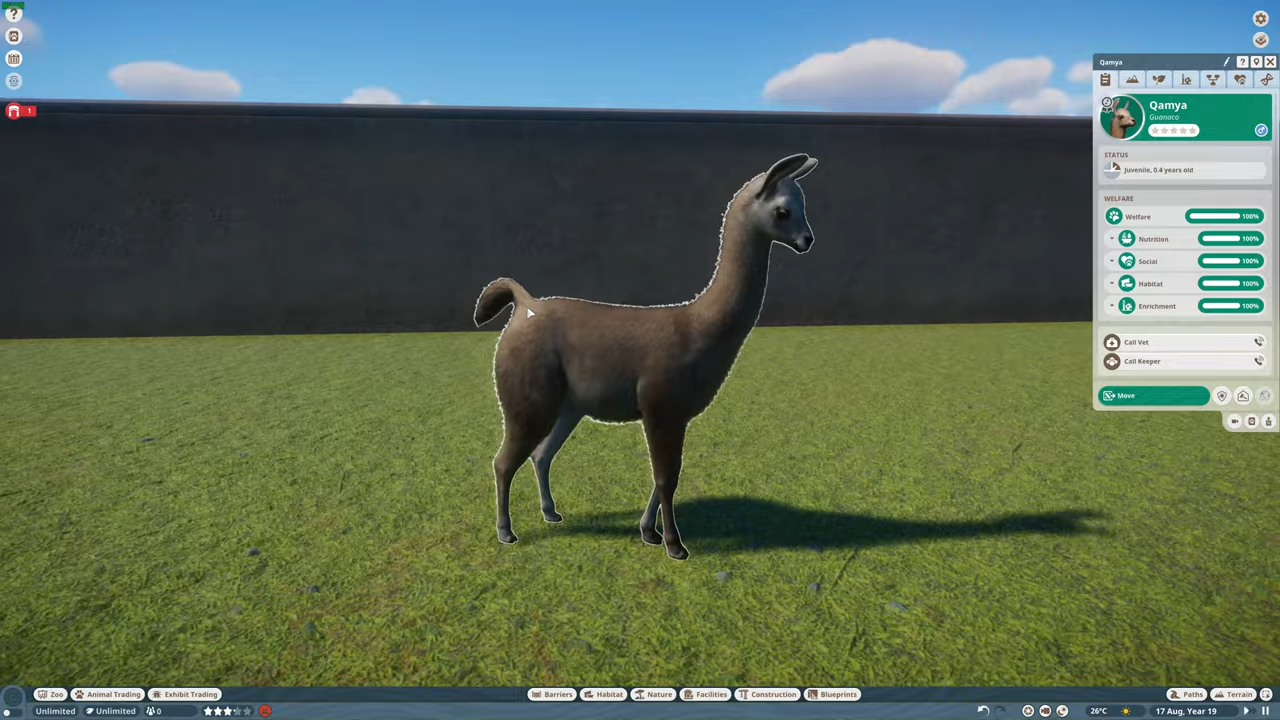 1
Qamya
Qamya
Guanaco
STATUS
Juvenile, 0.4 years old
WELFARE
Welfare 100%
Nutrition 100%
Social 100%
Habitat 100%
Enrichment 100%
Call Vet
Call Keeper
Move
Zoo Animal Trading Exhibit Trading Barriers Habitat Nature Facilities Construction Blueprints Paths Terrain
Unlimited Unlimited 0 26°C 17 Aug, Year 19